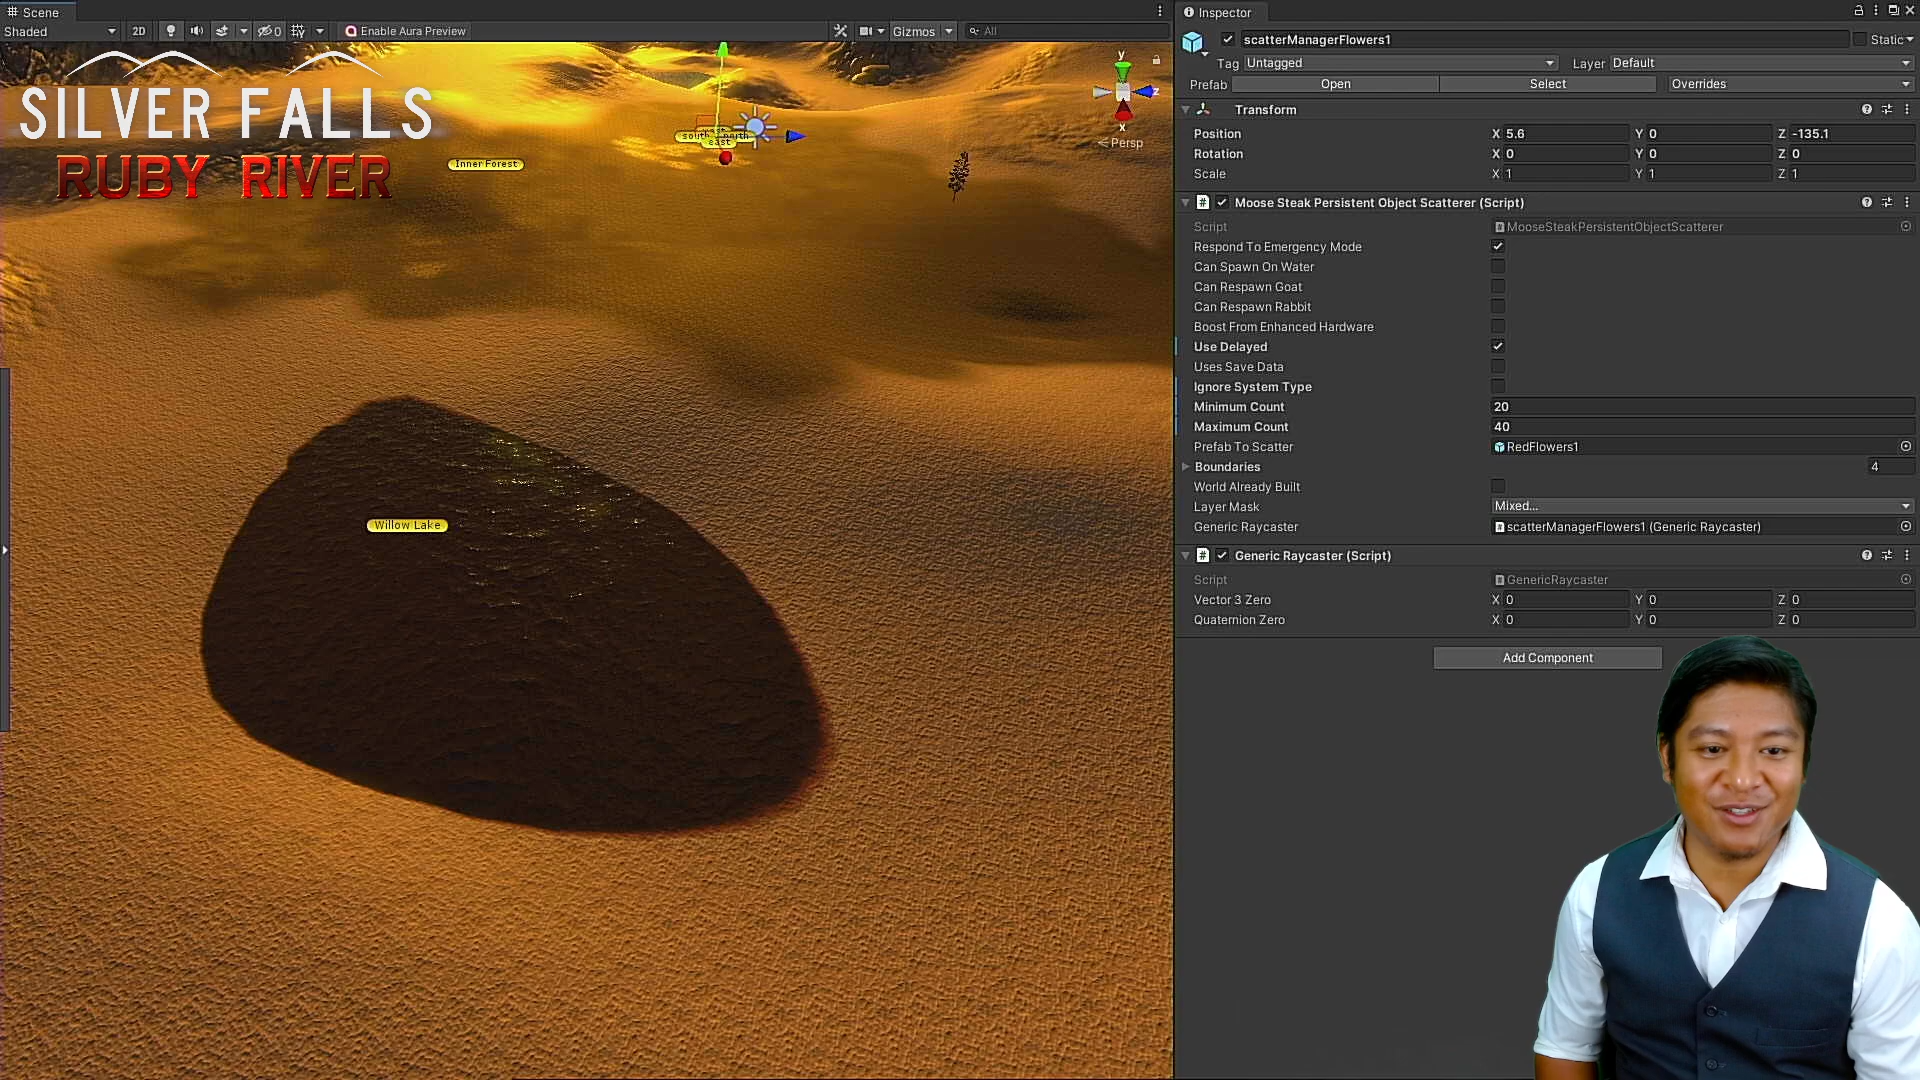 Scene
Shaded
2D
0
Enable Aura Preview
Gizmos
All
SILVER FALLS
RUBY RIVER
Inner Forest
south
east
y
z
x
Persp
Willow Lake
Inspector
scatterManagerFlowers1
Static
Tag Untagged
Layer Default
Prefab Open Select Overrides
Transform
Position X 5.6 Y 0 Z -135.1
Rotation X 0 Y 0 Z 0
Scale X 1 Y 1 Z 1
# Moose Steak Persistent Object Scatterer (Script)
Script MooseSteakPersistentObjectScatterer
Respond To Emergency Mode
Can Spawn On Water
Can Respawn Goat
Can Respawn Rabbit
Boost From Enhanced Hardware
Use Delayed
Uses Save Data
Ignore System Type
Minimum Count 20
Maximum Count 40
Prefab To Scatter RedFlowers1
Boundaries 4
World Already Built
Layer Mask Mixed...
Generic Raycaster scatterManagerFlowers1 (Generic Raycaster)
# Generic Raycaster (Script)
Script GenericRaycaster
Vector 3 Zero X 0 Y 0 Z 0
Quaternion Zero X 0 Y 0 Z 0
Add Component